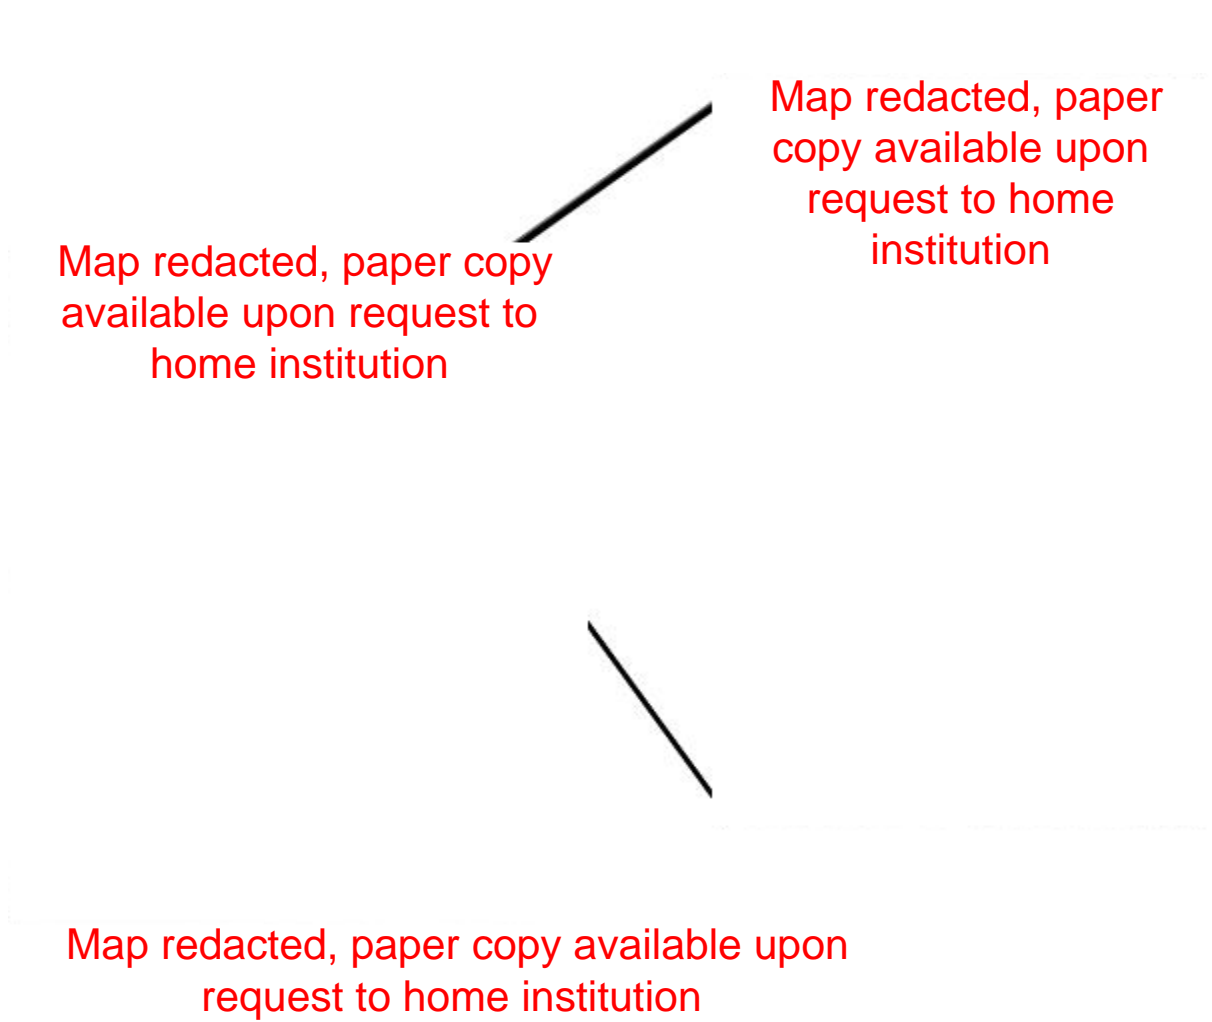 Map redacted, paper copy
available upon request to
home institution
Map redacted, paper
copy available upon
request to home
institution
Map redacted, paper copy available upon
request to home institution